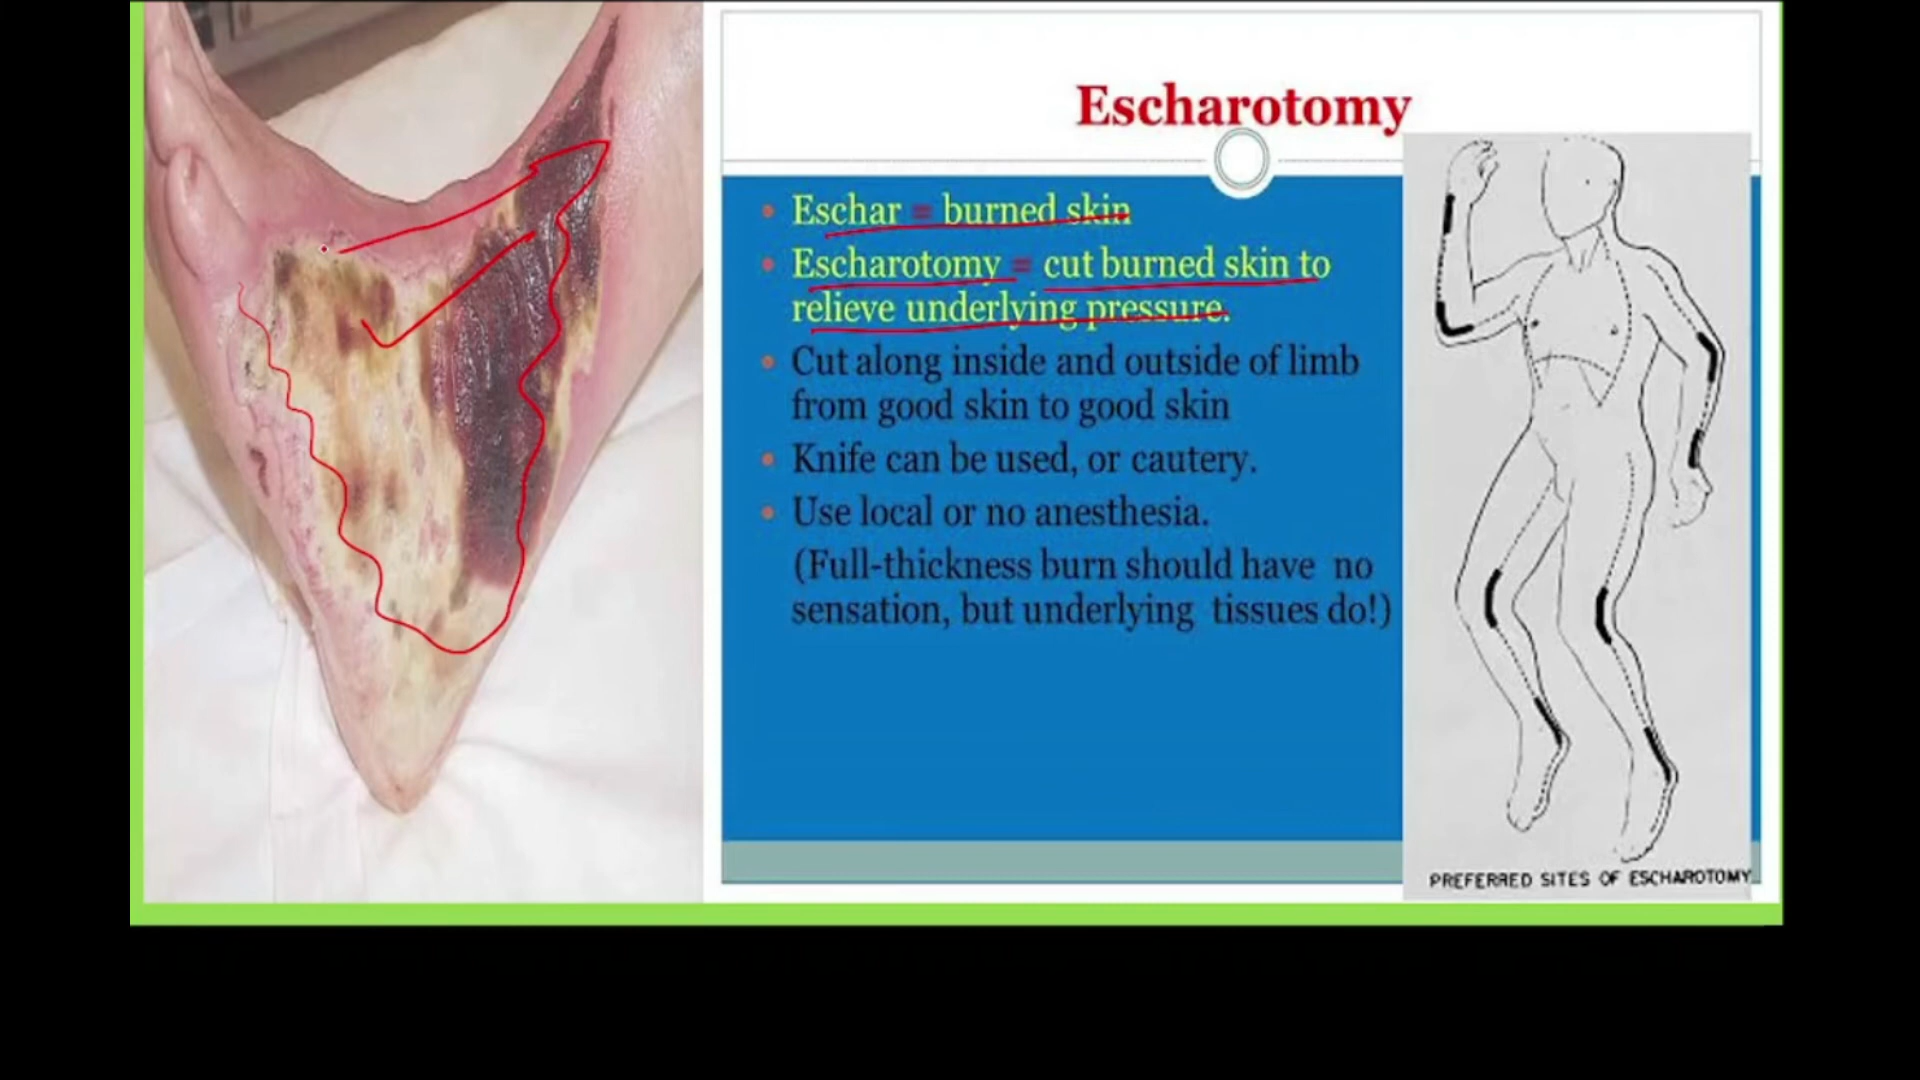 Escharotomy
• Eschar = burned skin
• Escharotomy = cut burned skin to
relieve underlying pressure.
• Cut along inside and outside of limb
from good skin to good skin
• Knife can be used, or cautery.
• Use local or no anesthesia.
(Full-thickness burn should have no
sensation, but underlying tissues do!)
PREFERRED SITES OF ESCHAROTOMY